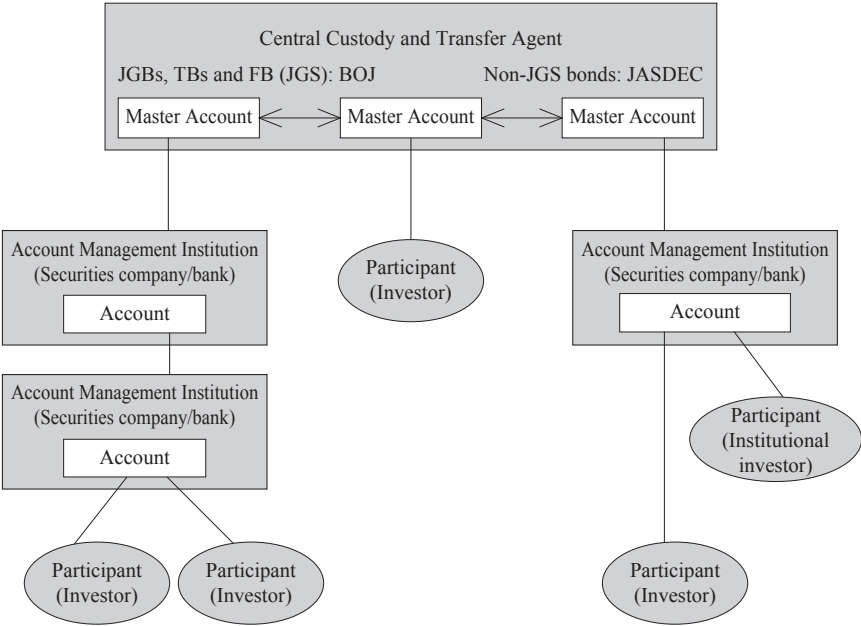 Central Custody and Transfer Agent
JGBs, TBs and FB (JGS): BOJ
Non-JGS bonds: JASDEC
Master Account
Master Account
Master Account
Account Management Institution
(Securities company/bank)
Account
Participant
(Investor)
Account Management Institution
(Securities company/bank)
Account
Account Management Institution
(Securities company/bank)
Account
Participant
(Institutional
investor)
Participant
(Investor)
Participant
(Investor)
Participant
(Investor)